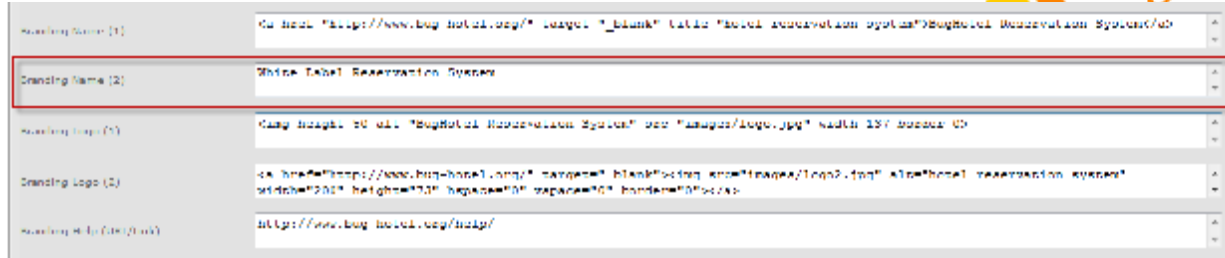 Branding Name (1)
<a href "http://www.bug-hotel.org/" target "_blank" title "hotel reservation system">BugHotel Reservation System</a>
Branding Name (2)
White Label Reservation System
Branding Logo (1)
<img height 50 alt "BugHotel Reservation System" src "images/logo.jpg" width 137 border 0>
Branding Logo (2)
<a href="http://www.bug-hotel.org/" target="_blank"><img src="images/logo2.jpg" alt="hotel reservation system"
height="73" hspace="0" vspace="0" border="0"></a>
Branding Help (URL/Link)
http://www.bug-hotel.org/help/